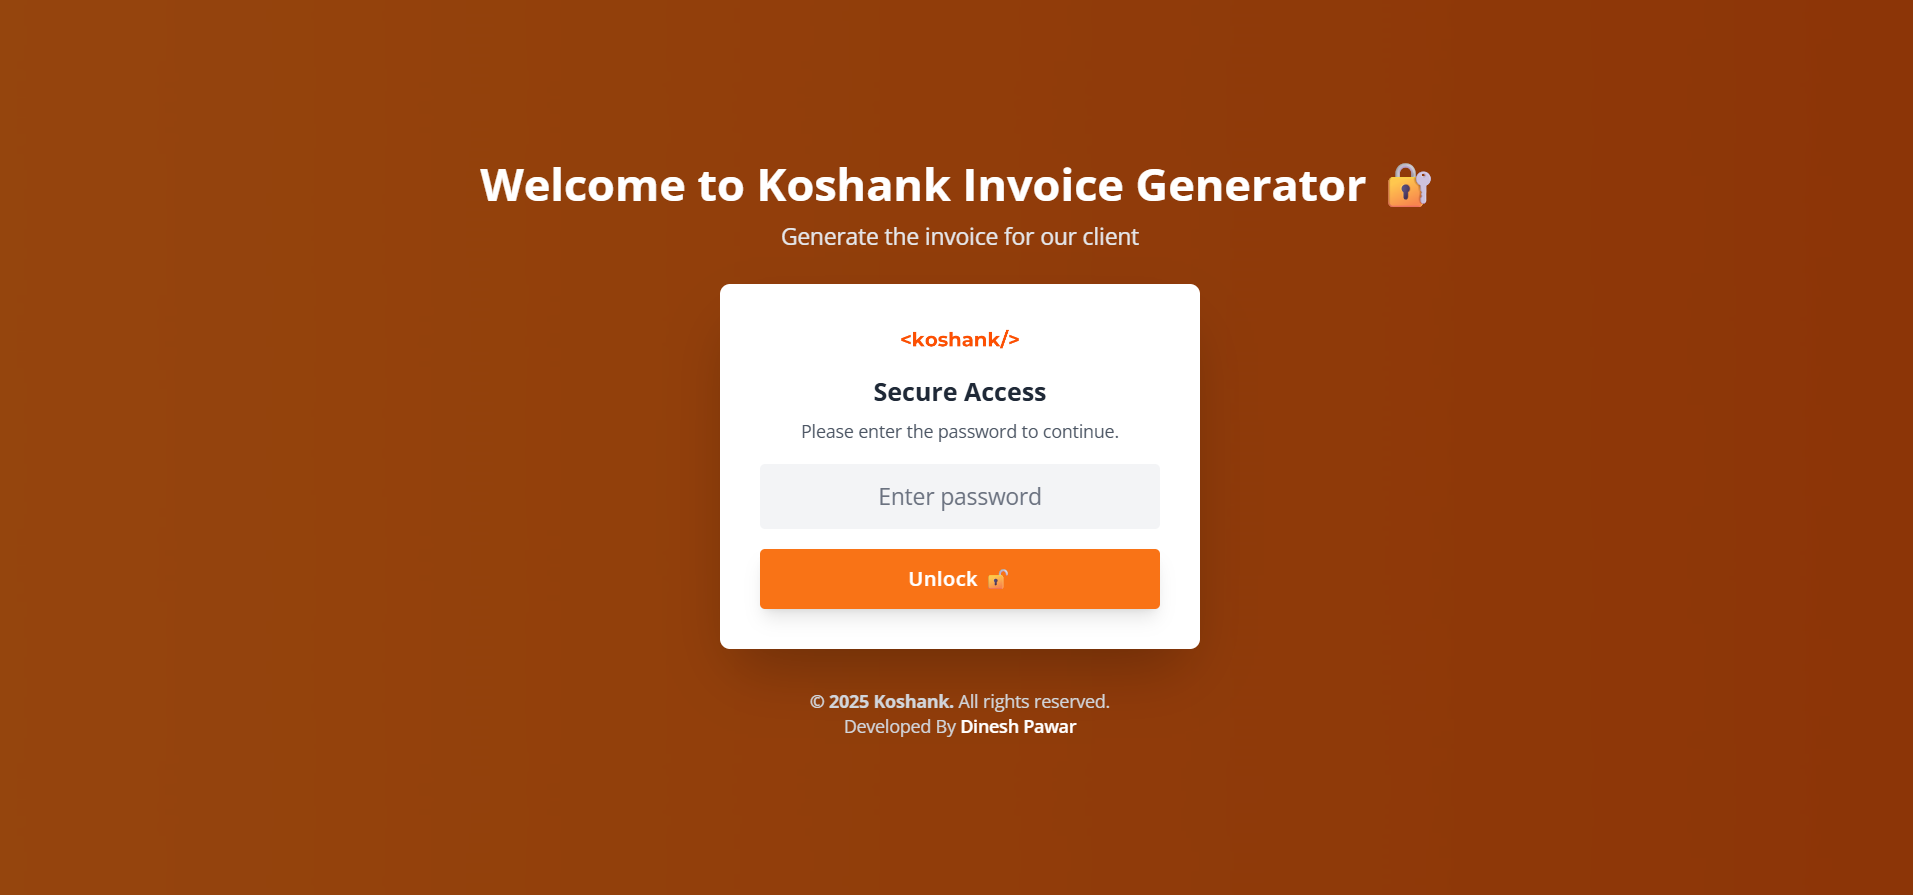 Welcome to Koshank Invoice Generator 🔐
Generate the invoice for our client
<koshank/>
Secure Access
Please enter the password to continue.
Enter password
Unlock 🔓
© 2025 Koshank. All rights reserved.
Developed By Dinesh Pawar